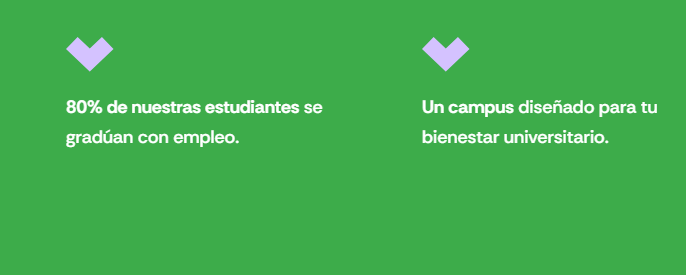 80% de nuestras estudiantes se
gradúan con empleo.
Un campus diseñado para tu
bienestar universitario.